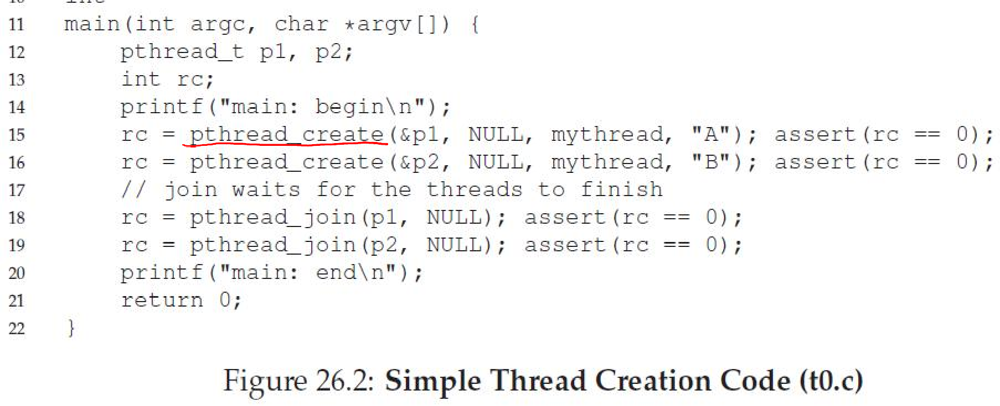 11 main(int argc, char *argv[]) {
12 pthread_t p1, p2;
13 int rc;
14 printf("main: begin\n");
15 rc = pthread_create(&p1, NULL, mythread, "A"); assert(rc == 0);
16 rc = pthread_create(&p2, NULL, mythread, "B"); assert(rc == 0);
17 // join waits for the threads to finish
18 rc = pthread_join(p1, NULL); assert(rc == 0);
19 rc = pthread_join(p2, NULL); assert(rc == 0);
20 printf("main: end\n");
21 return 0;
22 }
Figure 26.2: Simple Thread Creation Code (t0.c)